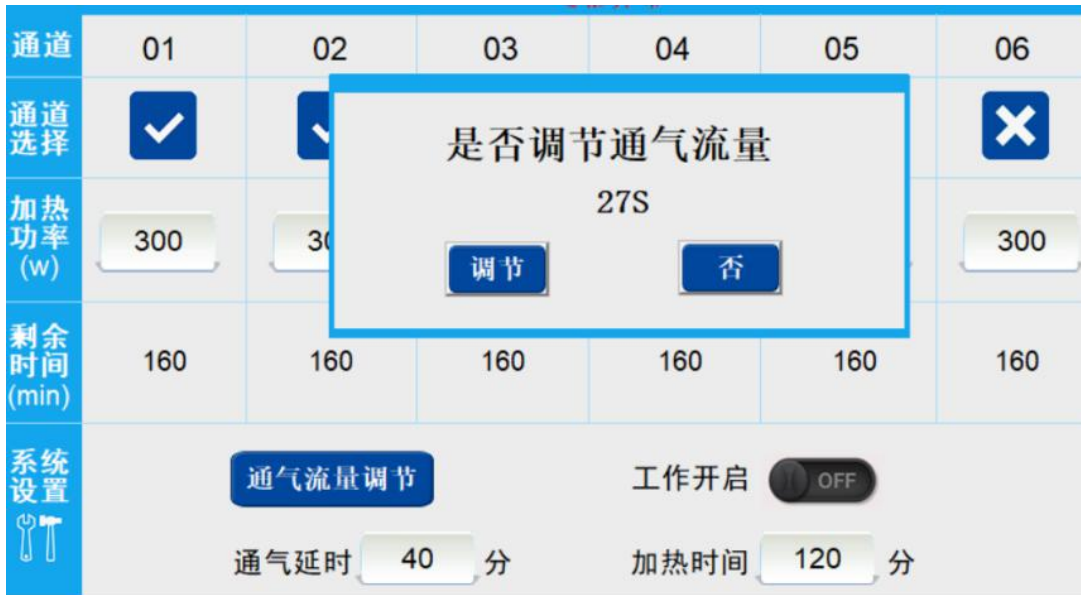 通道 01 02 03 04 05 06
通道
选择
是否调节通气流量
27S
调节 否
加热
功率
(w)
300 300
剩余
时间
(min)
160 160 160 160 160 160
系统
设置
通气流量调节 工作开启 OFF
通气延时 40 分 加热时间 120 分